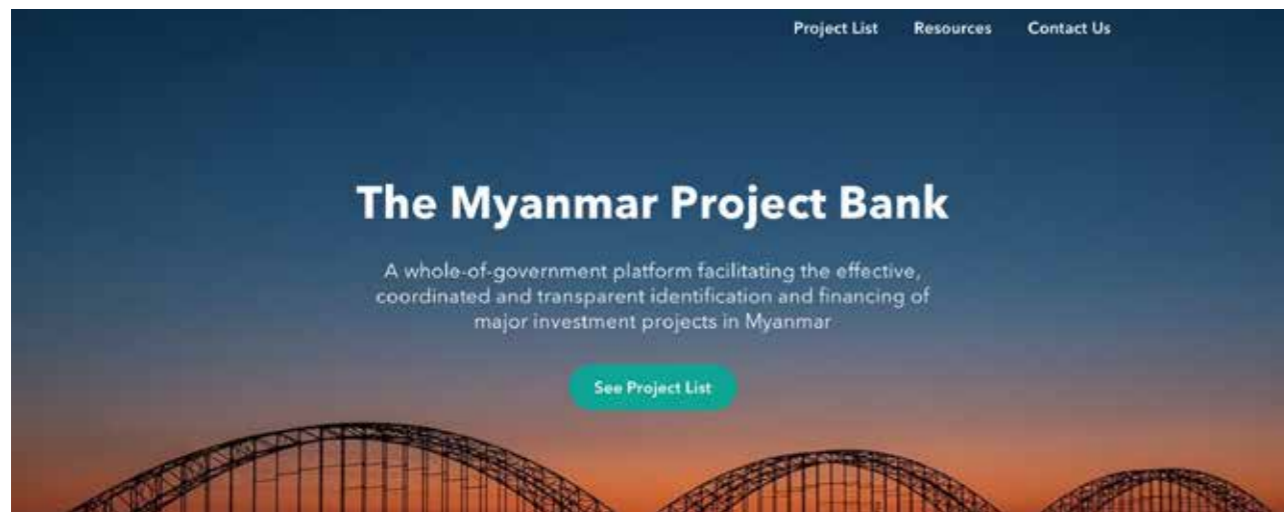 Project List Resources Contact Us
The Myanmar Project Bank
A whole-of-government platform facilitating the effective,
coordinated and transparent identification and financing of
major investment projects in Myanmar
See Project List